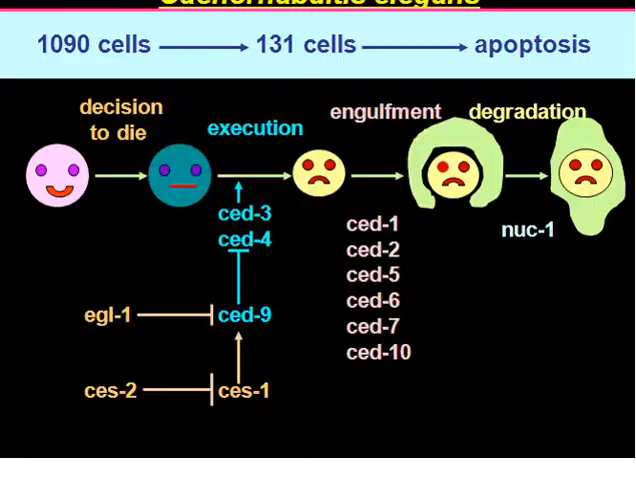 1090 cells 131 cells apoptosis
decision
to die
execution
engulfment
degradation
ced-3
ced-4
ced-1
ced-2
ced-5
ced-6
ced-7
ced-10
nuc-1
egl-1 ced-9
ces-2 ces-1